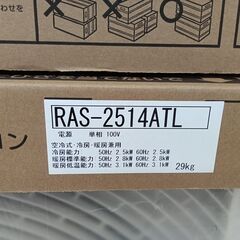 わせを
RAS-2514ATL
電源 単相 100V
空冷式・冷房・暖房兼用
冷房能力 50Hz 2.5kW 60Hz 2.5kW
暖房標準能力 50Hz 2.8kW 60Hz 2.8kW
暖房低温能力 50Hz 3.1kW 60Hz 3.1kW
29kg
ン